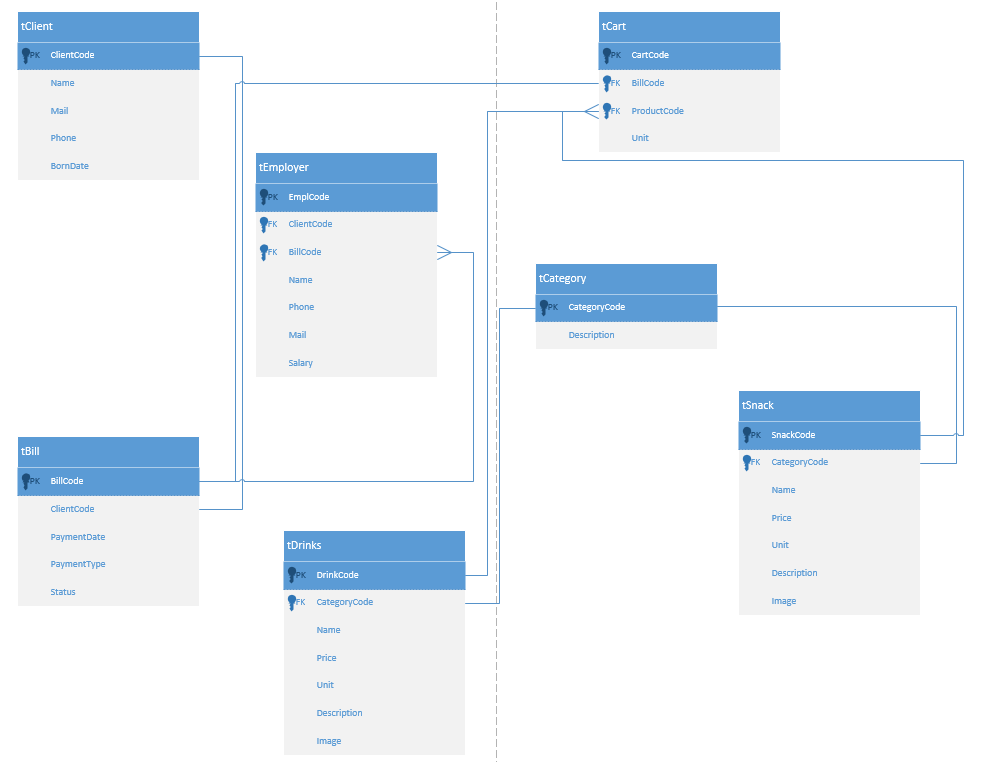 tClient
PK ClientCode
Name
Mail
Phone
BornDate
tCart
PK CartCode
FK BillCode
FK ProductCode
Unit
tEmployer
PK EmplCode
FK ClientCode
FK BillCode
Name
Phone
Mail
Salary
tCategory
PK CategoryCode
Description
tSnack
PK SnackCode
FK CategoryCode
Name
Price
Unit
Description
Image
tBill
PK BillCode
ClientCode
PaymentDate
PaymentType
Status
tDrinks
PK DrinkCode
FK CategoryCode
Name
Price
Unit
Description
Image